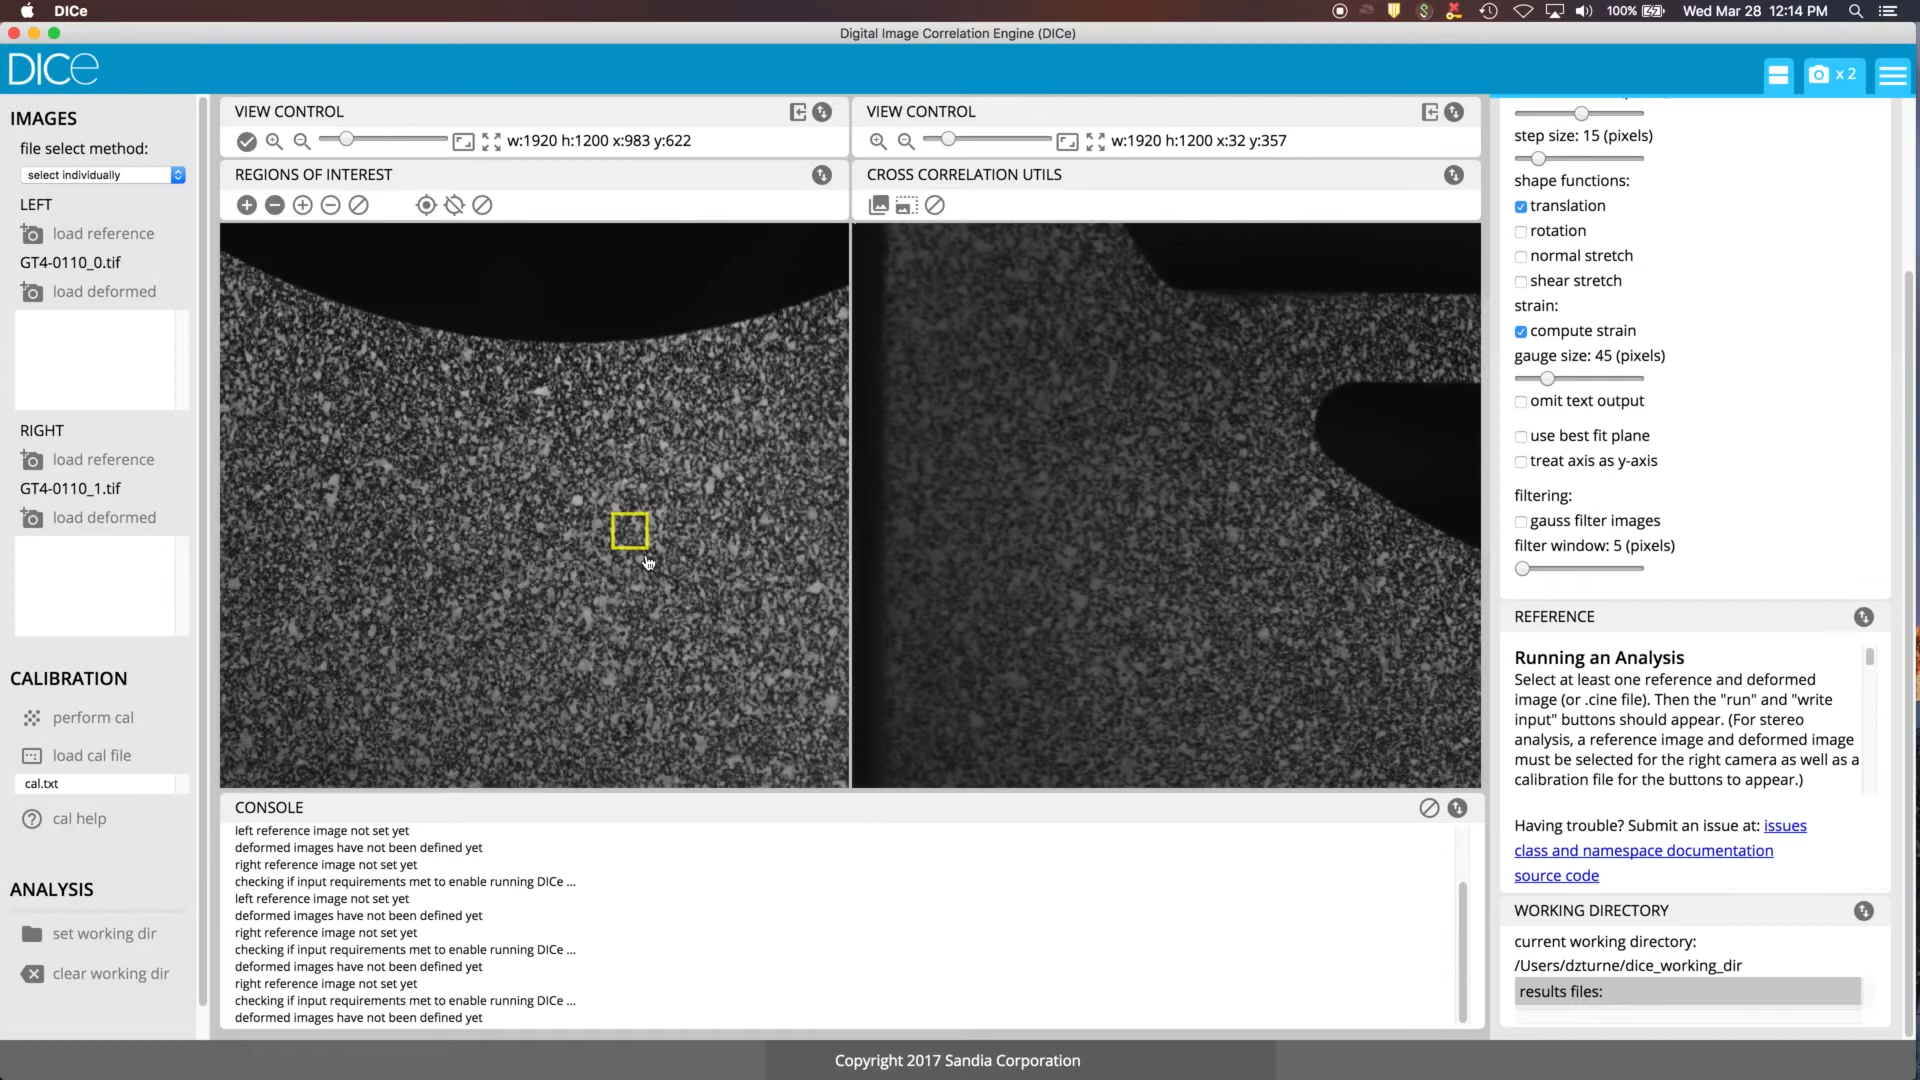 DICe
100%
Wed Mar 28 12:14 PM
Digital Image Correlation Engine (DICe)
DICe
x 2
IMAGES
file select method:
select individually
LEFT
load reference
GT4-0110_0.tif
load deformed
RIGHT
load reference
GT4-0110_1.tif
load deformed
CALIBRATION
perform cal
load cal file
cal.txt
cal help
ANALYSIS
set working dir
clear working dir
VIEW CONTROL
w:1920 h:1200 x:983 y:622
REGIONS OF INTEREST
VIEW CONTROL
w:1920 h:1200 x:32 y:357
CROSS CORRELATION UTILS
CONSOLE
left reference image not set yet
deformed images have not been defined yet
right reference image not set yet
checking if input requirements met to enable running DICe ...
left reference image not set yet
deformed images have not been defined yet
right reference image not set yet
checking if input requirements met to enable running DICe ...
deformed images have not been defined yet
right reference image not set yet
checking if input requirements met to enable running DICe ...
deformed images have not been defined yet
step size: 15 (pixels)
shape functions:
translation
rotation
normal stretch
shear stretch
strain:
compute strain
gauge size: 45 (pixels)
omit text output
use best fit plane
treat axis as y-axis
filtering:
gauss filter images
filter window: 5 (pixels)
REFERENCE
Running an Analysis
Select at least one reference and deformed
image (or .cine file). Then the "run" and "write
input" buttons should appear. (For stereo
analysis, a reference image and deformed image
must be selected for the right camera as well as a
calibration file for the buttons to appear.)
Having trouble? Submit an issue at: issues
class and namespace documentation
source code
WORKING DIRECTORY
current working directory:
/Users/dzturne/dice_working_dir
results files:
Copyright 2017 Sandia Corporation